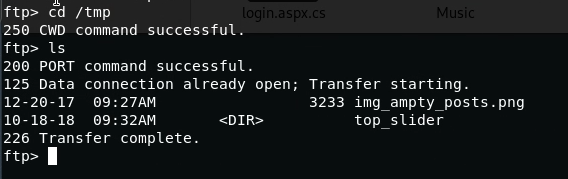 ftp> cd /tmp
login.aspx.cs Music
250 CWD command successful.
ftp> ls
200 PORT command successful.
125 Data connection already open; Transfer starting.
12-20-17  09:27AM                 3233 img_ampty_posts.png
10-18-18  09:32AM       <DIR>          top_slider
226 Transfer complete.
ftp>